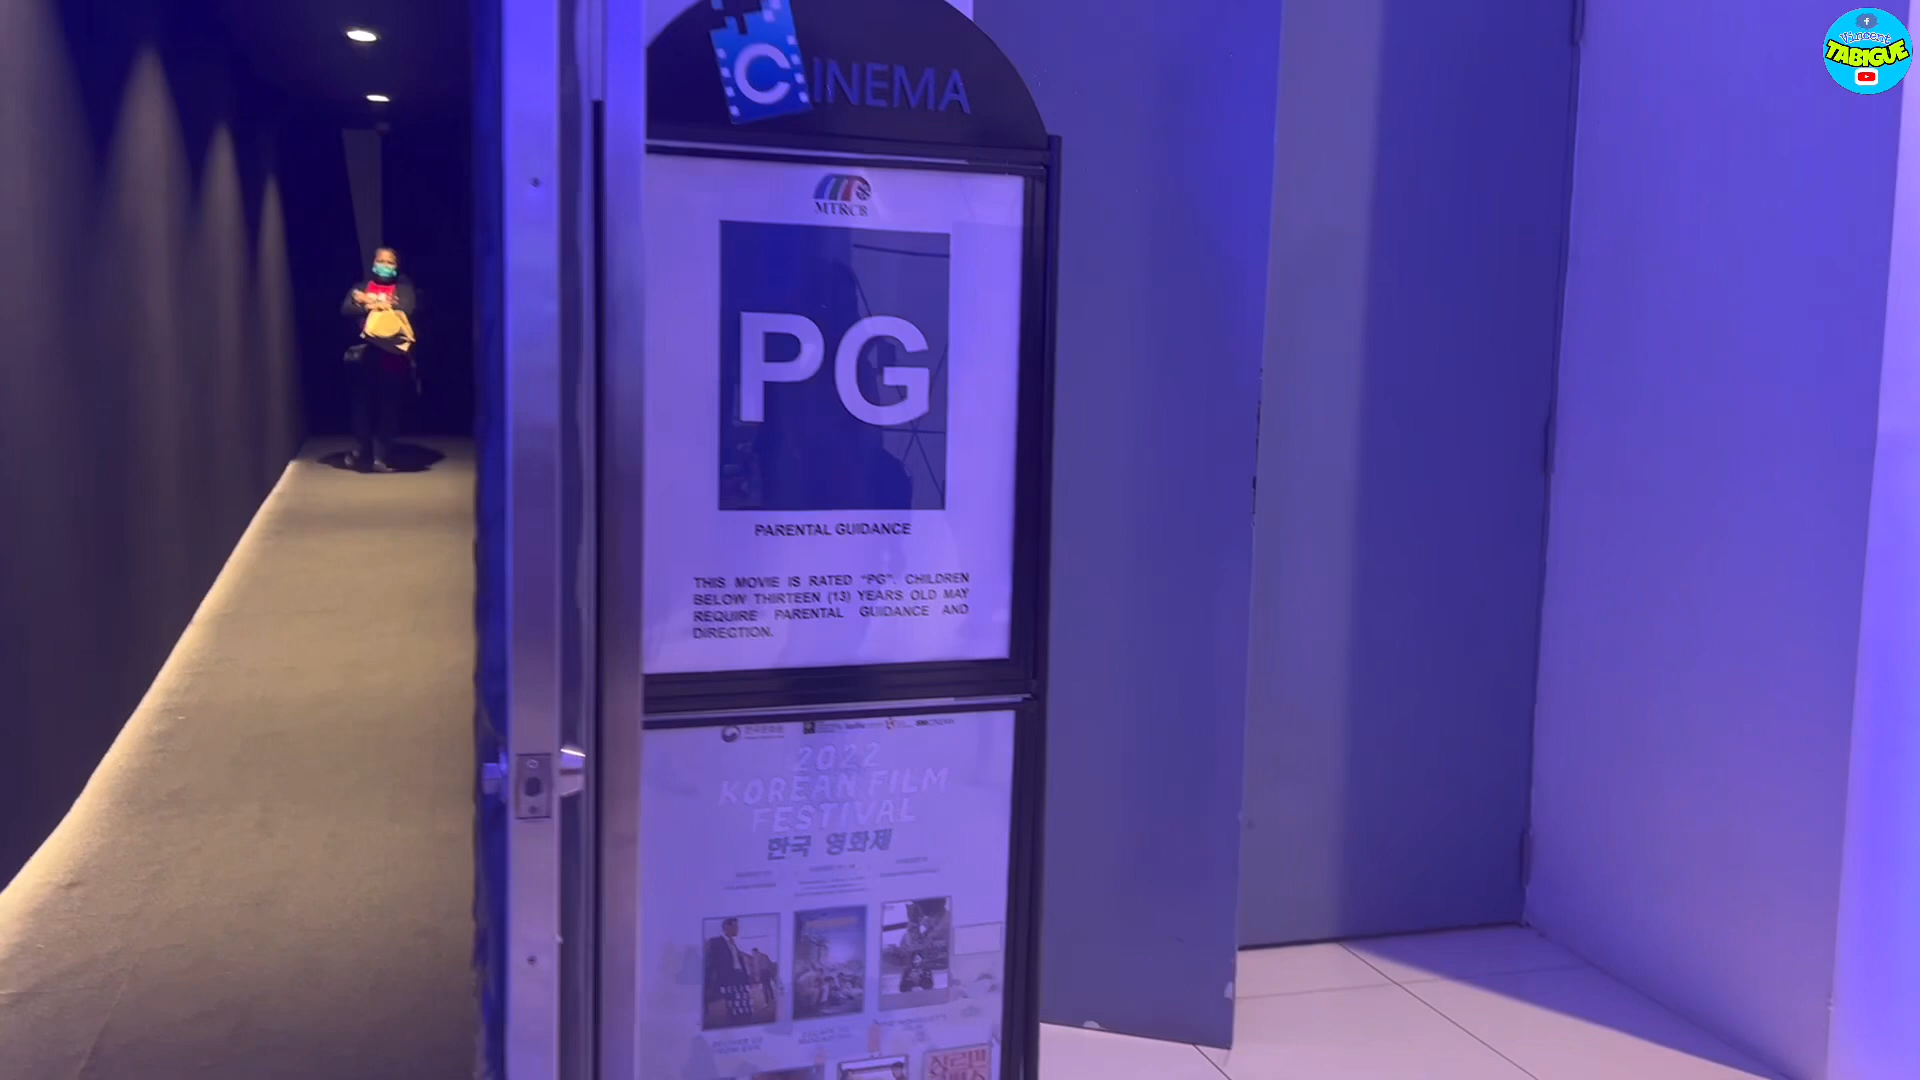 CINEMA
Vincent
TABIGUE
MTRCB
PG
PARENTAL GUIDANCE
THIS MOVIE IS RATED “PG”. CHILDREN
BELOW THIRTEEN (13) YEARS OLD MAY
REQUIRE PARENTAL GUIDANCE AND
DIRECTION.
2022
KOREAN FILM
FESTIVAL
한국 영화제